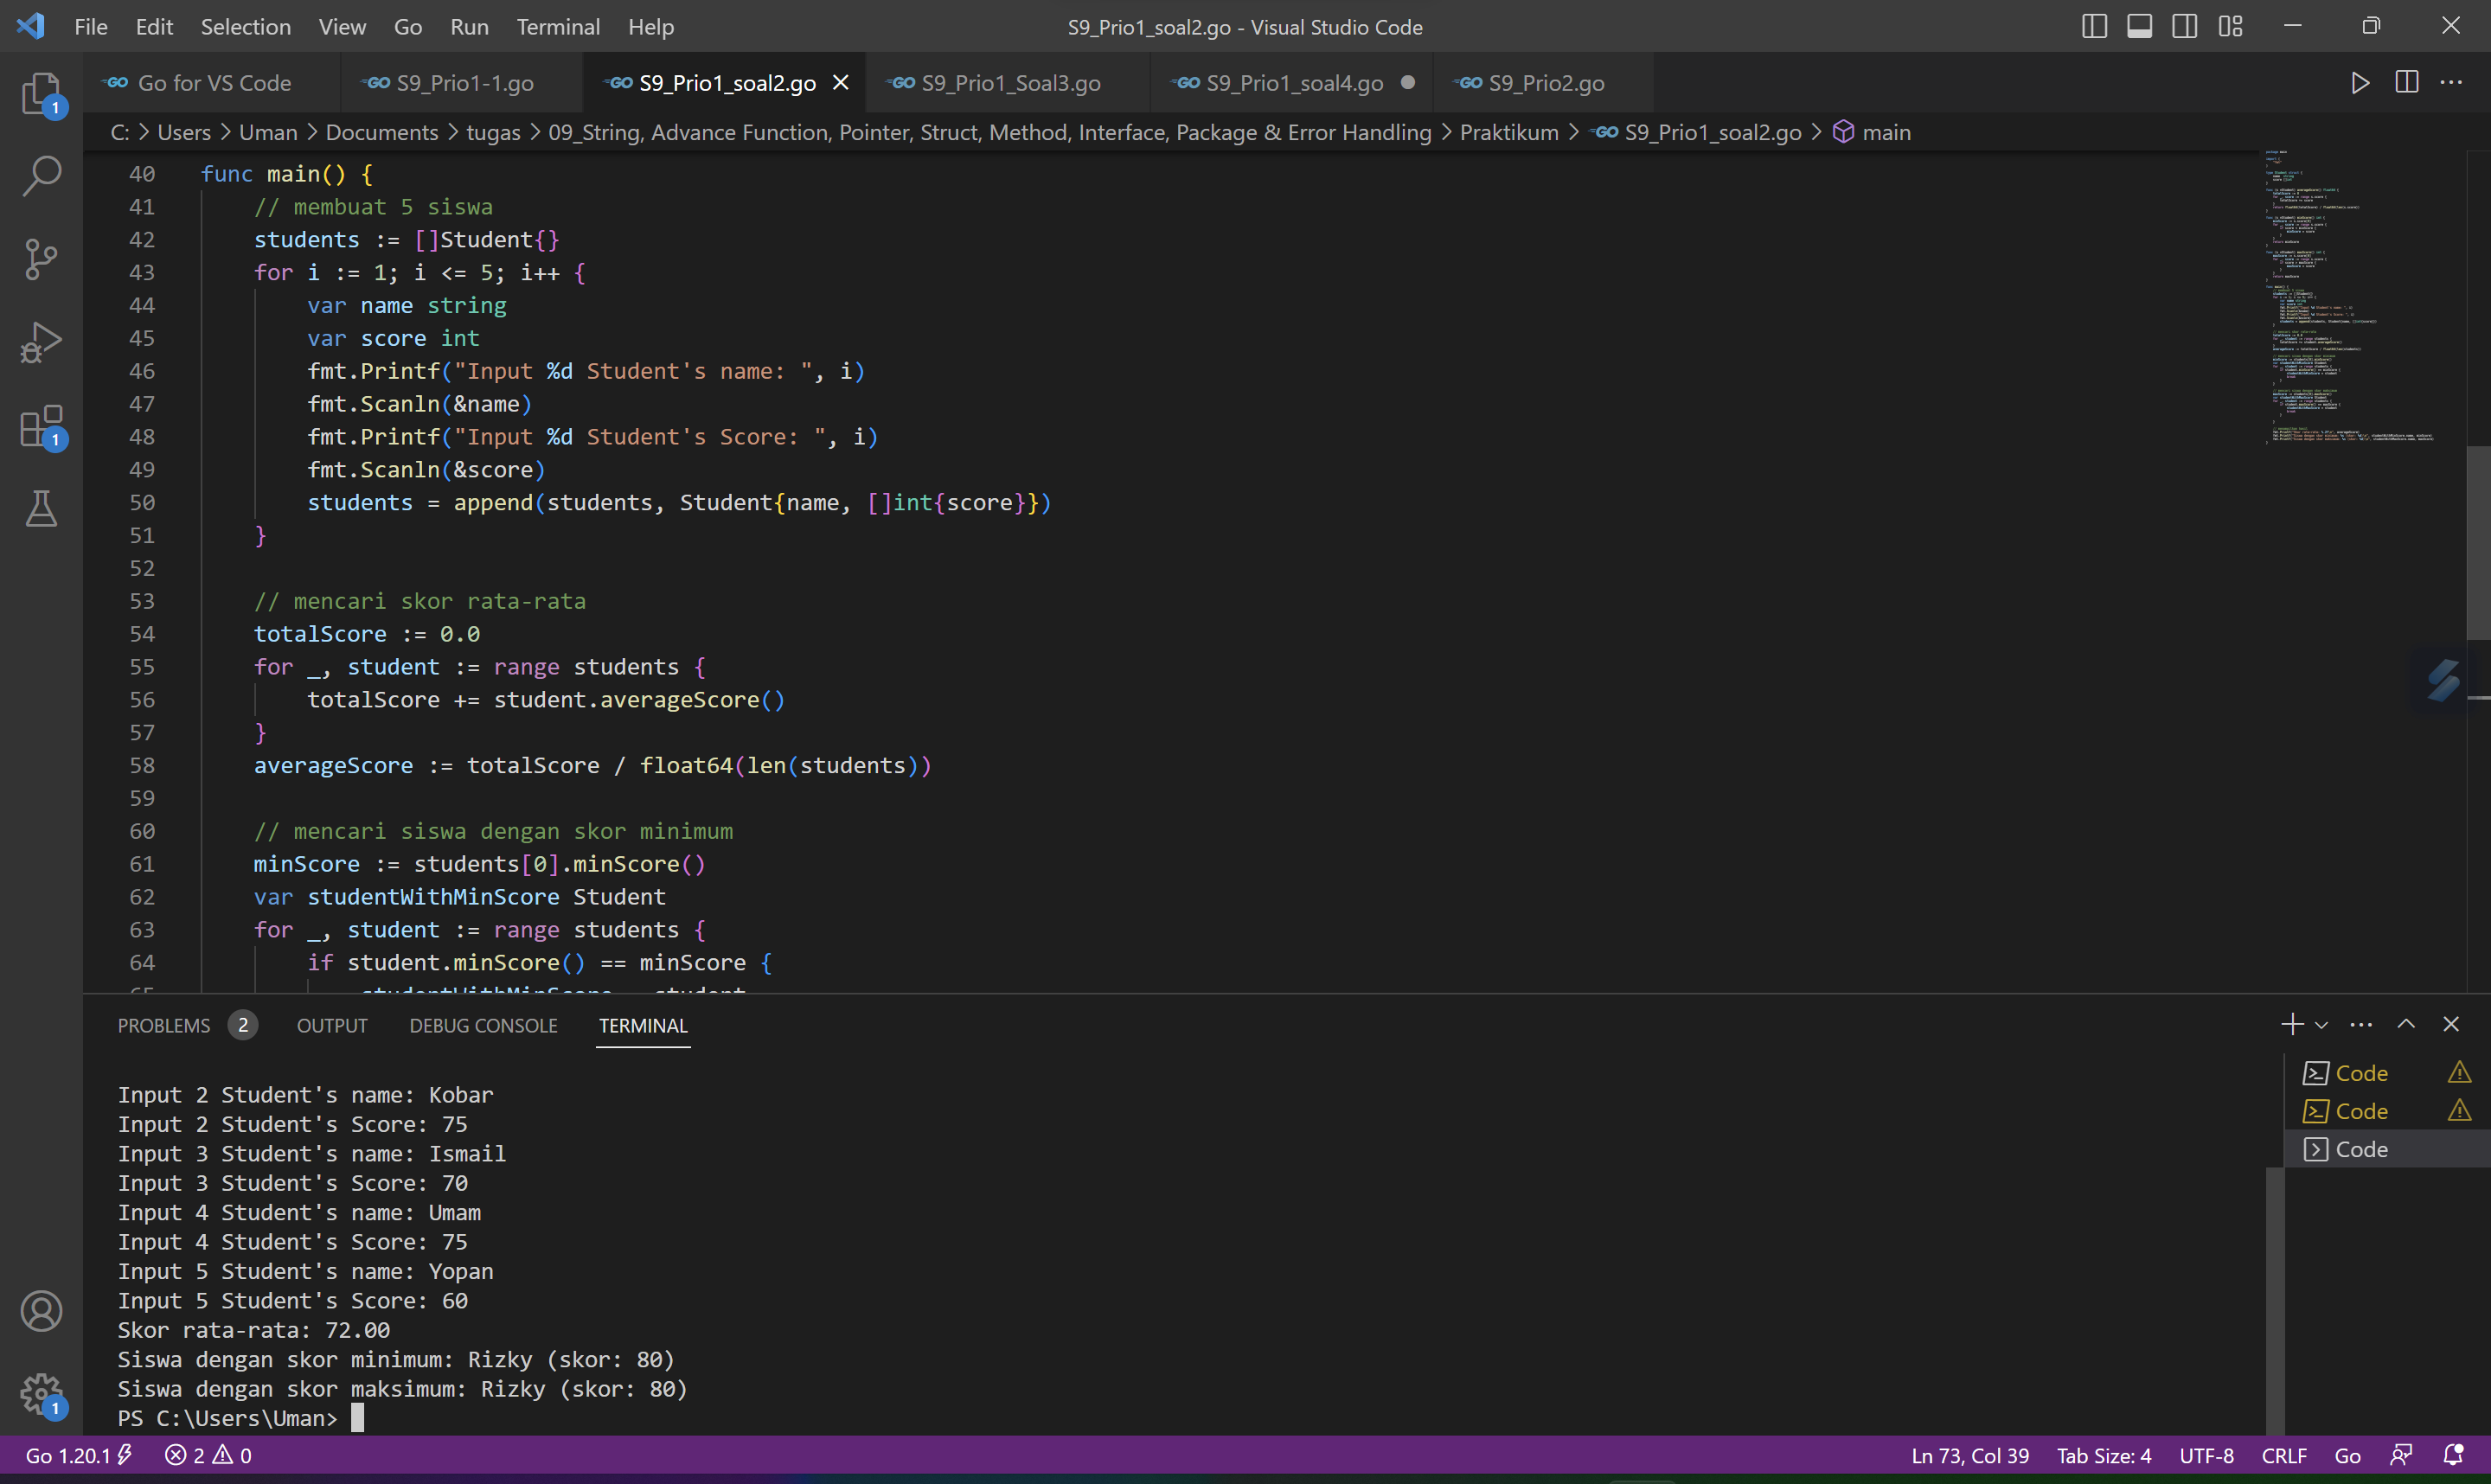 File Edit Selection View Go Run Terminal Help
S9_Prio1_soal2.go - Visual Studio Code
Go for VS Code
S9_Prio1-1.go
S9_Prio1_soal2.go
S9_Prio1_Soal3.go
S9_Prio1_soal4.go
S9_Prio2.go
C: > Users > Uman > Documents > tugas > 09_String, Advance Function, Pointer, Struct, Method, Interface, Package & Error Handling > Praktikum > S9_Prio1_soal2.go > main
40 func main() {
41 // membuat 5 siswa
42 students := []Student{}
43 for i := 1; i <= 5; i++ {
44 var name string
45 var score int
46 fmt.Printf("Input %d Student's name: ", i)
47 fmt.Scanln(&name)
48 fmt.Printf("Input %d Student's Score: ", i)
49 fmt.Scanln(&score)
50 students = append(students, Student{name, []int{score}})
51 }
52
53 // mencari skor rata-rata
54 totalScore := 0.0
55 for _, student := range students {
56 totalScore += student.averageScore()
57 }
58 averageScore := totalScore / float64(len(students))
59
60 // mencari siswa dengan skor minimum
61 minScore := students[0].minScore()
62 var studentWithMinScore Student
63 for _, student := range students {
64 if student.minScore() == minScore {
65 studentWithMinScore = student
PROBLEMS 2 OUTPUT DEBUG CONSOLE TERMINAL
Input 2 Student's name: Kobar
Input 2 Student's Score: 75
Input 3 Student's name: Ismail
Input 3 Student's Score: 70
Input 4 Student's name: Umam
Input 4 Student's Score: 75
Input 5 Student's name: Yopan
Input 5 Student's Score: 60
Skor rata-rata: 72.00
Siswa dengan skor minimum: Rizky (skor: 80)
Siswa dengan skor maksimum: Rizky (skor: 80)
PS C:\Users\Uman>
Code
Code
Code
1
1
1
Go 1.20.1 2 0 Ln 73, Col 39 Tab Size: 4 UTF-8 CRLF Go